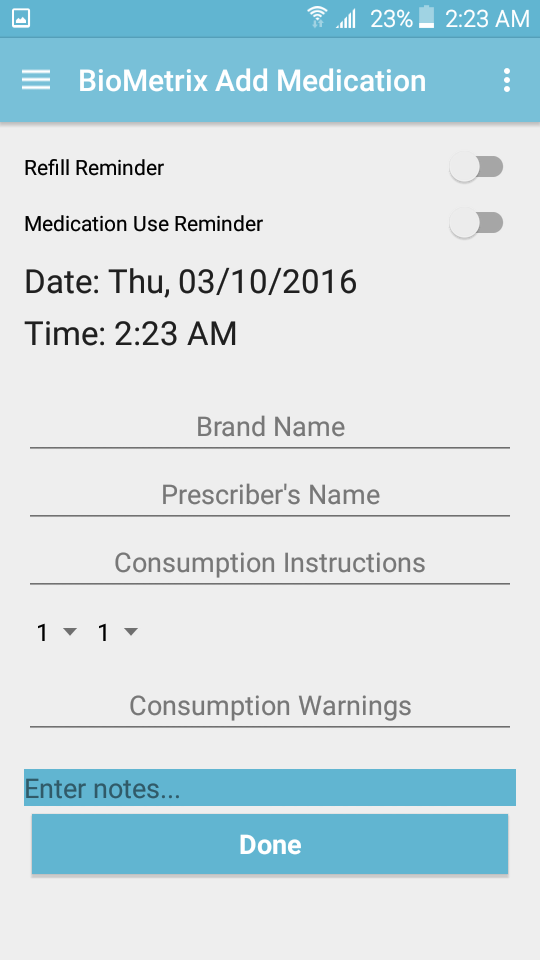 23% 2:23 AM
BioMetrix Add Medication
Refill Reminder
Medication Use Reminder
Date: Thu, 03/10/2016
Time: 2:23 AM
Brand Name
Prescriber's Name
Consumption Instructions
1 1
Consumption Warnings
Enter notes...
Done